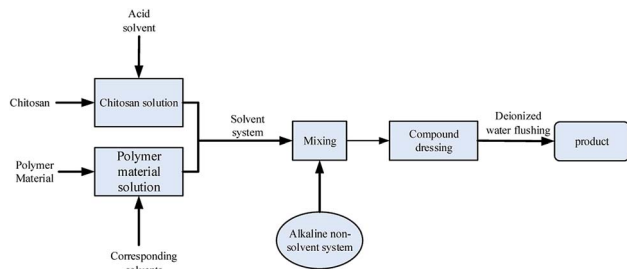 Acid
solvent
Chitosan
Chitosan solution
Solvent
system
Polymer
Material
Polymer
material
solution
Corresponding
Mixing
Alkaline non-
solvent system
Compound
dressing
Deionized
water flushing
product